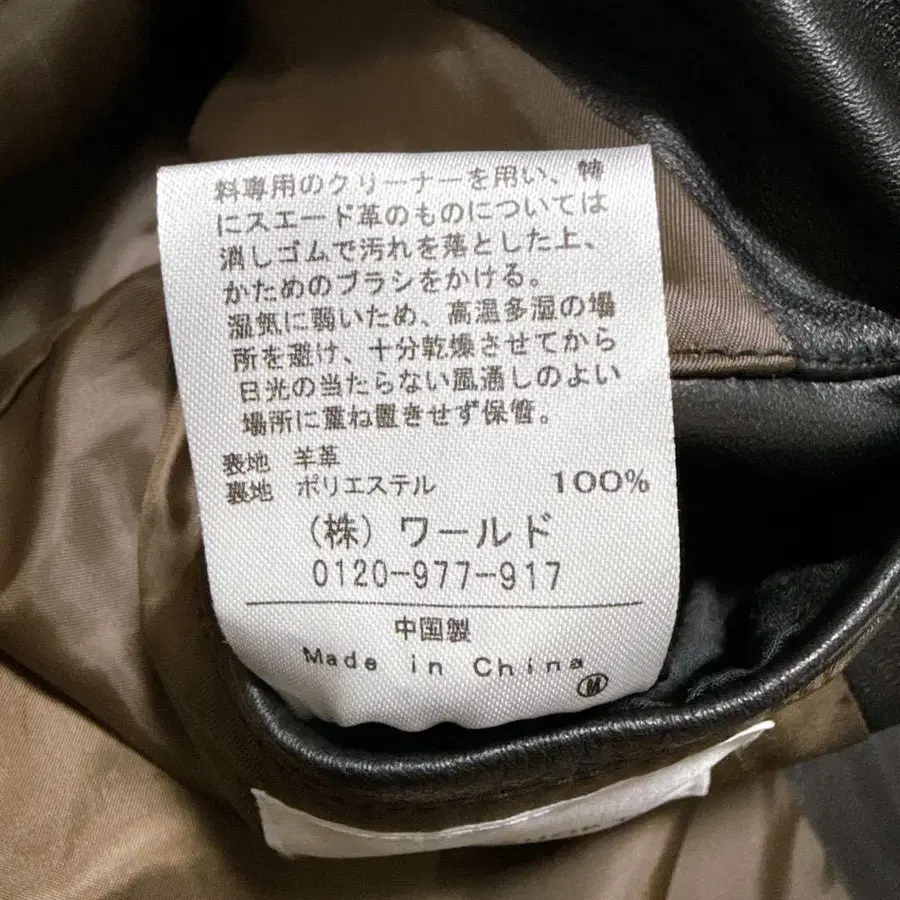 料専用のクリーナーを用い、特
にスエード革のものについては
消しゴムで汚れを落とした上、
かためのブラシをかける。
湿気に弱いため、高温多湿の場
所を避け、十分乾燥させてから
日光の当たらない風通しのよい
場所に重ね置きせず保管。
表地 羊革
裏地 ポリエステル 100%
(株) ワールド
0120-977-917
中国製
Made in China
Ⓜ